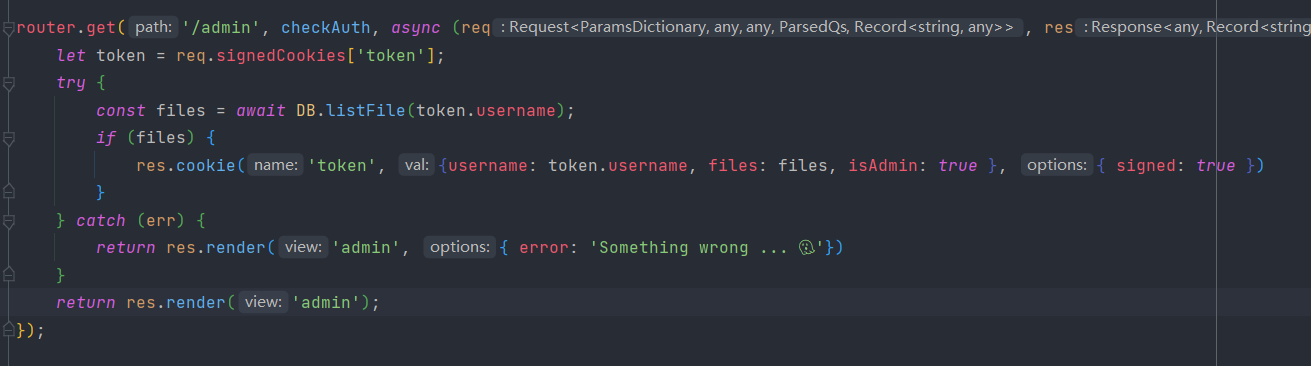 router.get( path: '/admin', checkAuth, async (req : Request<ParamsDictionary, any, any, ParsedQs, Record<string, any>> , res : Response<any, Record<string
let token = req.signedCookies['token'];
try {
const files = await DB.listFile(token.username);
if (files) {
res.cookie( name: 'token', val: {username: token.username, files: files, isAdmin: true }, options: { signed: true })
}
} catch (err) {
return res.render( view: 'admin', options: { error: 'Something wrong ... '})
}
return res.render( view: 'admin');
});